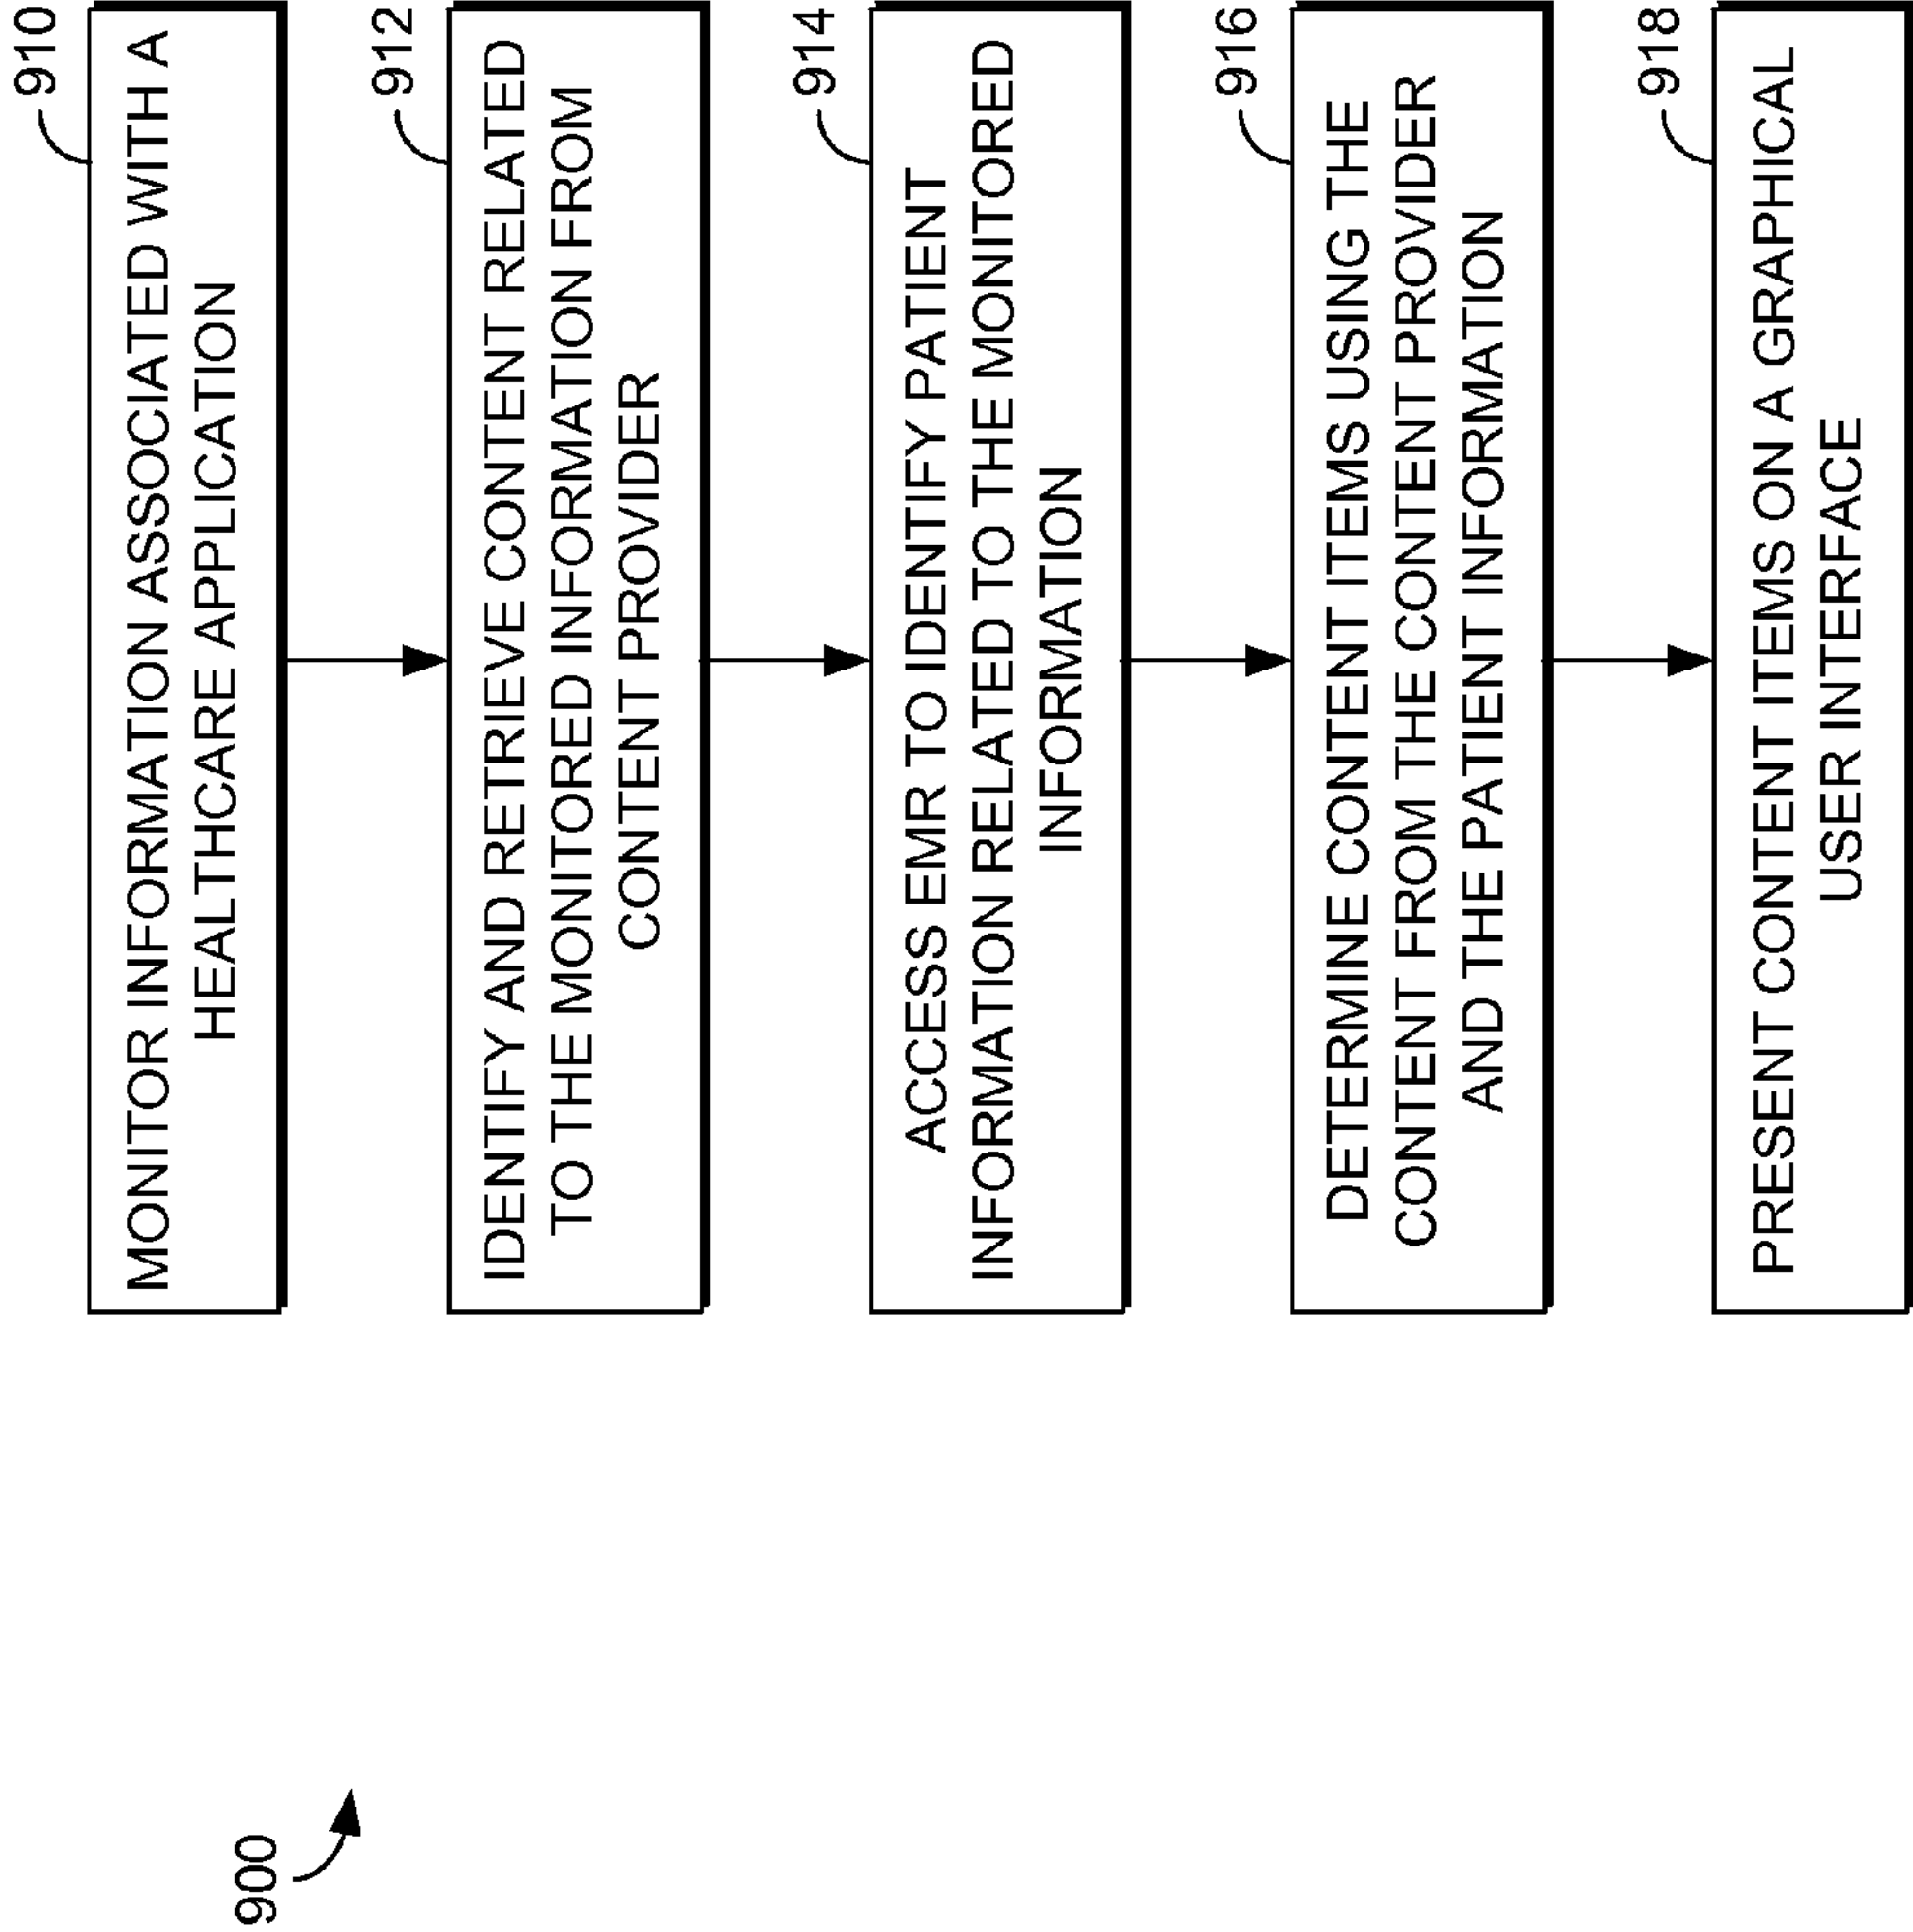 900
910
MONITOR INFORMATION ASSOCIATED WITH A
HEALTHCARE APPLICATION
912
IDENTIFY AND RETRIEVE CONTENT RELATED
TO THE MONITORED INFORMATION FROM
CONTENT PROVIDER
914
ACCESS EMR TO IDENTIFY PATIENT
INFORMATION RELATED TO THE MONITORED
INFORMATION
916
DETERMINE CONTENT ITEMS USING THE
CONTENT FROM THE CONTENT PROVIDER
AND THE PATIENT INFORMATION
918
PRESENT CONTENT ITEMS ON A GRAPHICAL
USER INTERFACE